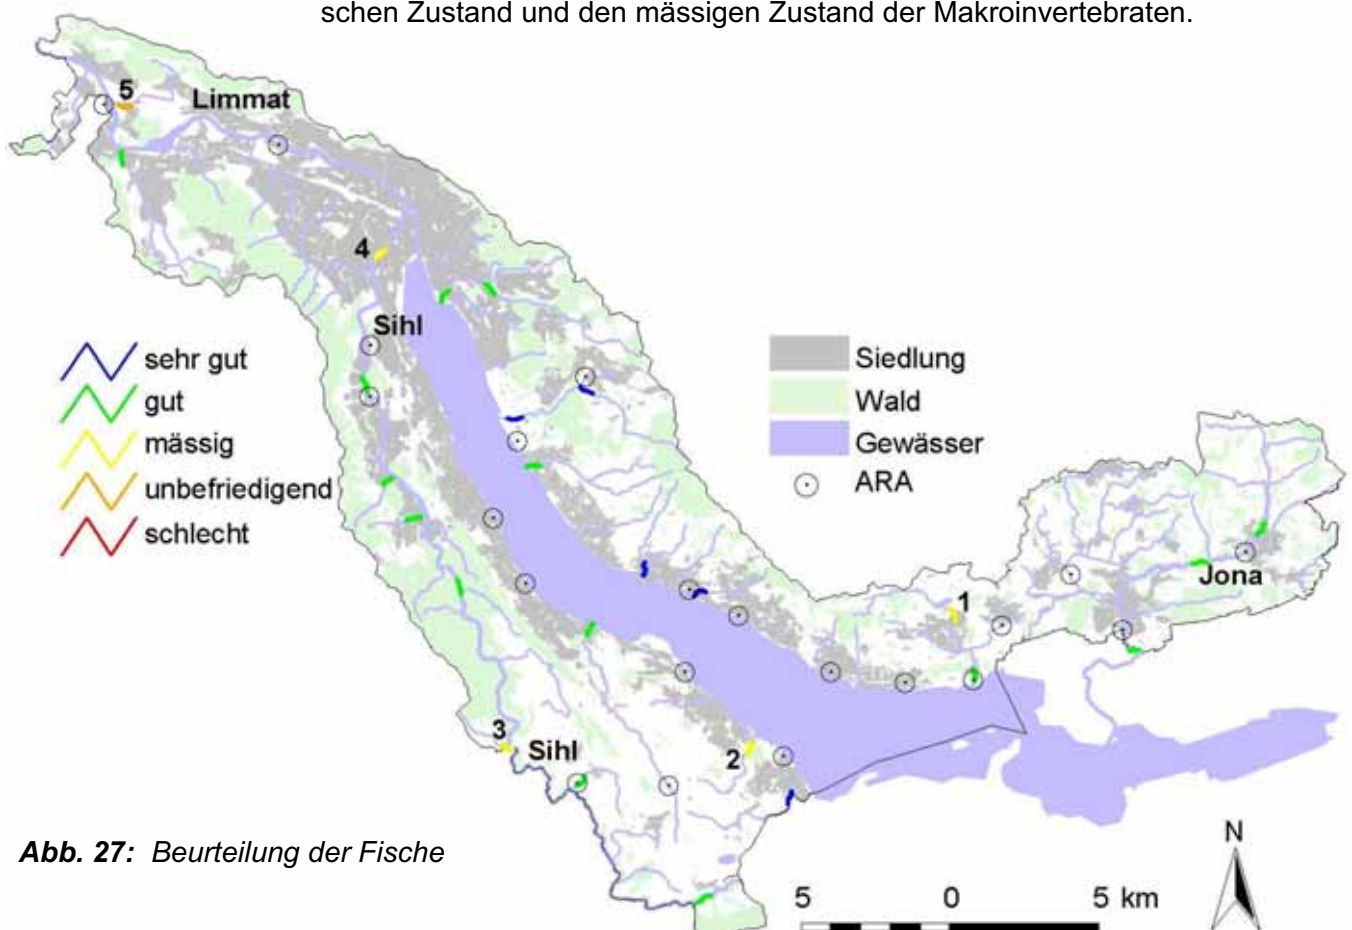 schen Zustand und den mässigen Zustand der Makroinvertebraten.
5
Limmat
4
Sihl
sehr gut
gut
mässig
unbefriedigend
schlecht
Siedlung
Wald
Gewässer
ARA
1
Jona
3
Sihl
2
Abb. 27: Beurteilung der Fische
N
5 0 5 km